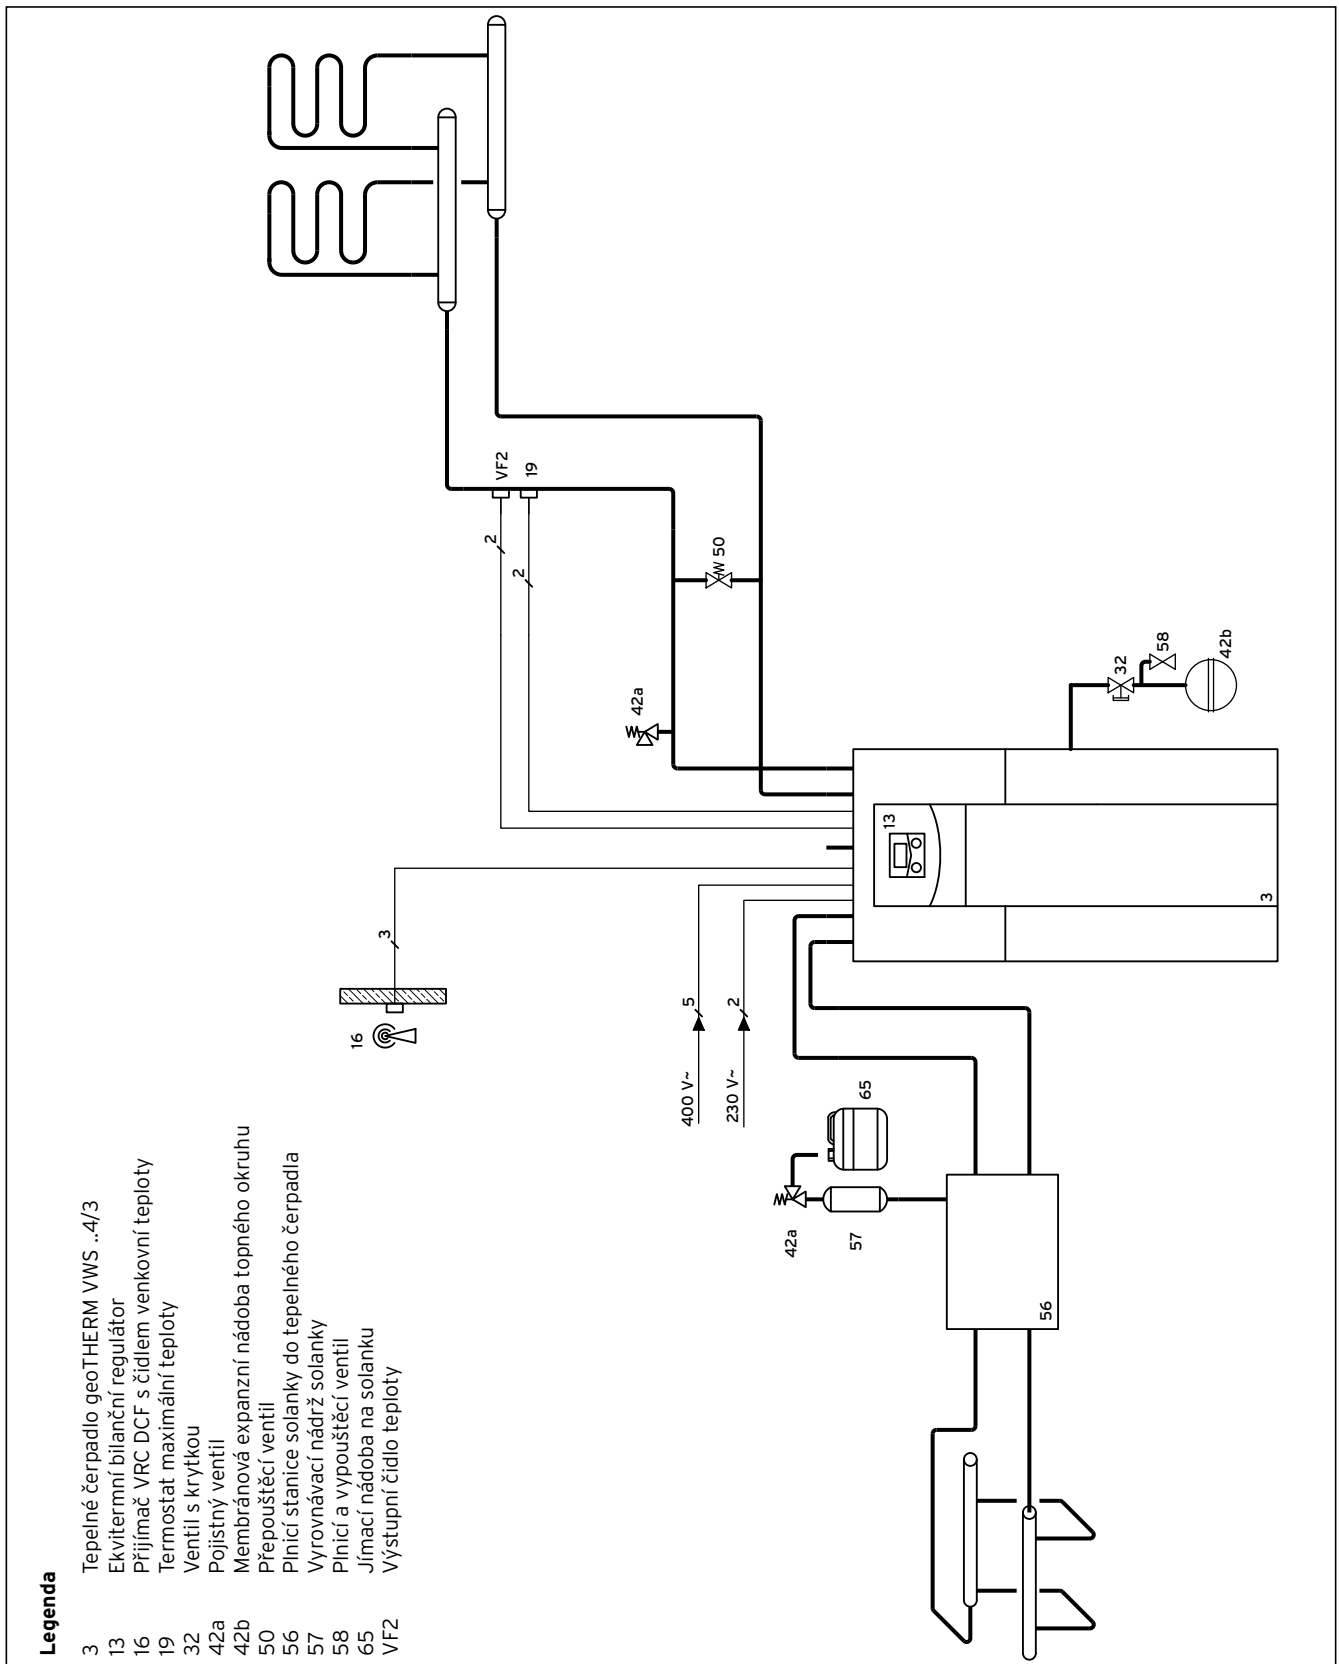 Legenda
3 Tepelné čerpadlo geoTHERM VWS ..4/3
13 Ekvitermní bilanční regulátor
16 Přijímač VRC DCF s čidlem venkovní teploty
19 Termostat maximální teploty
32 Ventil s krytkou
42a Pojistný ventil
42b Membránová expanzní nádoba topného okruhu
50 Přepouštěcí ventil
56 Plnicí stanice solanky do tepelného čerpadla
57 Vyrovnávací nádrž solanky
58 Plnicí a vypouštěcí ventil
65 Jímací nádoba na solanku
VF2 Výstupní čidlo teploty
16
3
VF2
19
2
2
50
42a
400 V~
5
230 V~
2
13
3
32
58
42b
42a
57
65
56